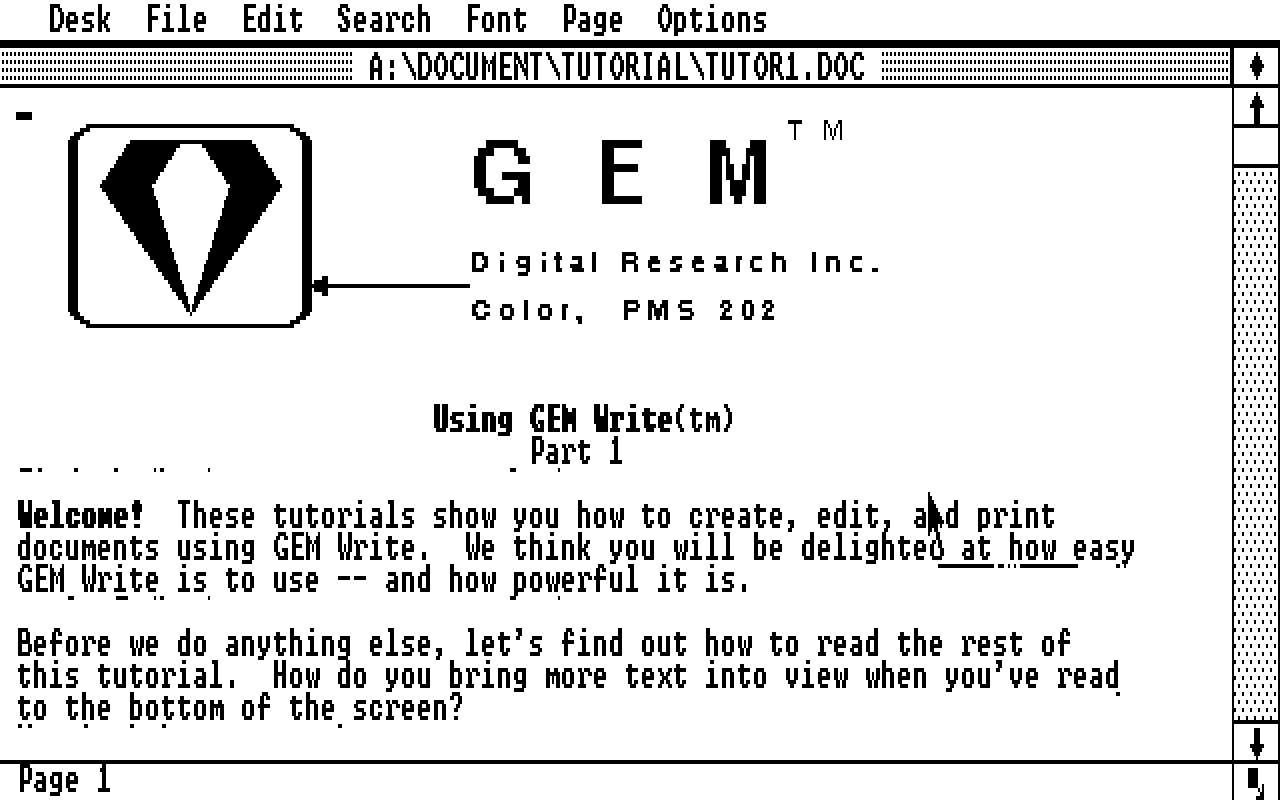 Desk File Edit Search Font Page Options
A:\DOCUMENT\TUTORIAL\TUTOR1.DOC
GEM TM
Digital Research Inc.
Color, PMS 202
Using GEM Write(tm)
Part 1
Welcome! These tutorials show you how to create, edit, and print
documents using GEM Write. We think you will be delighted at how easy
GEM Write is to use -- and how powerful it is.
Before we do anything else, let's find out how to read the rest of
this tutorial. How do you bring more text into view when you've read
to the bottom of the screen?
Page 1